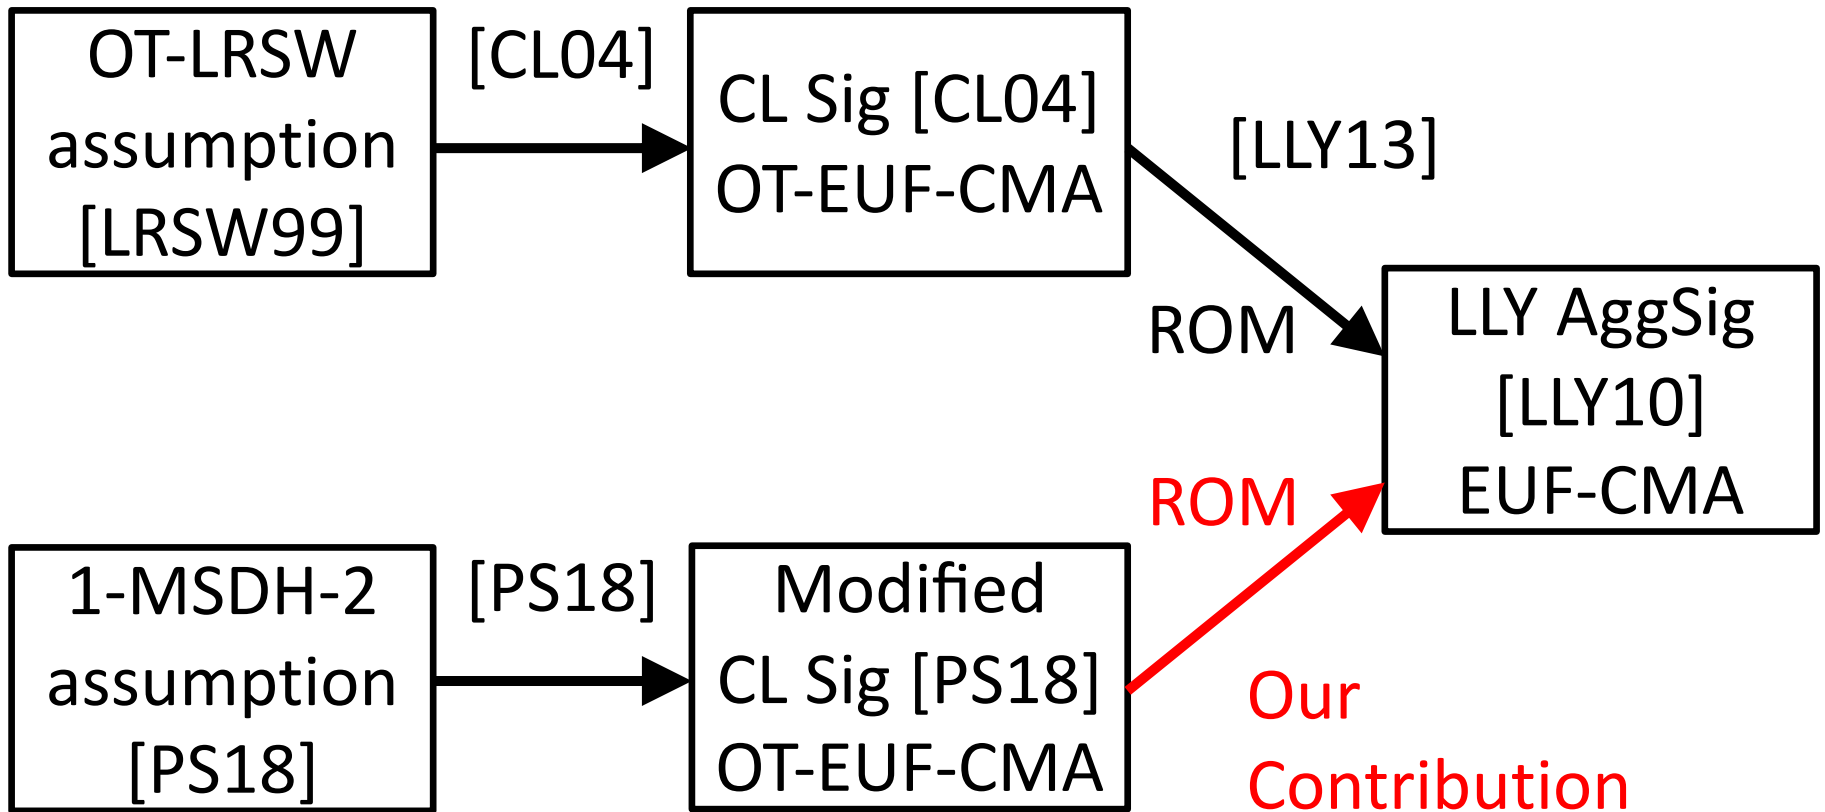 OT-LRSW
assumption
[LRSW99]
[CL04]
CL Sig [CL04]
OT-EUF-CMA
[LLY13]
ROM
LLY AggSig
[LLY10]
EUF-CMA
1-MSDH-2
assumption
[PS18]
[PS18]
Modified
CL Sig [PS18]
OT-EUF-CMA
ROM
Our
Contribution